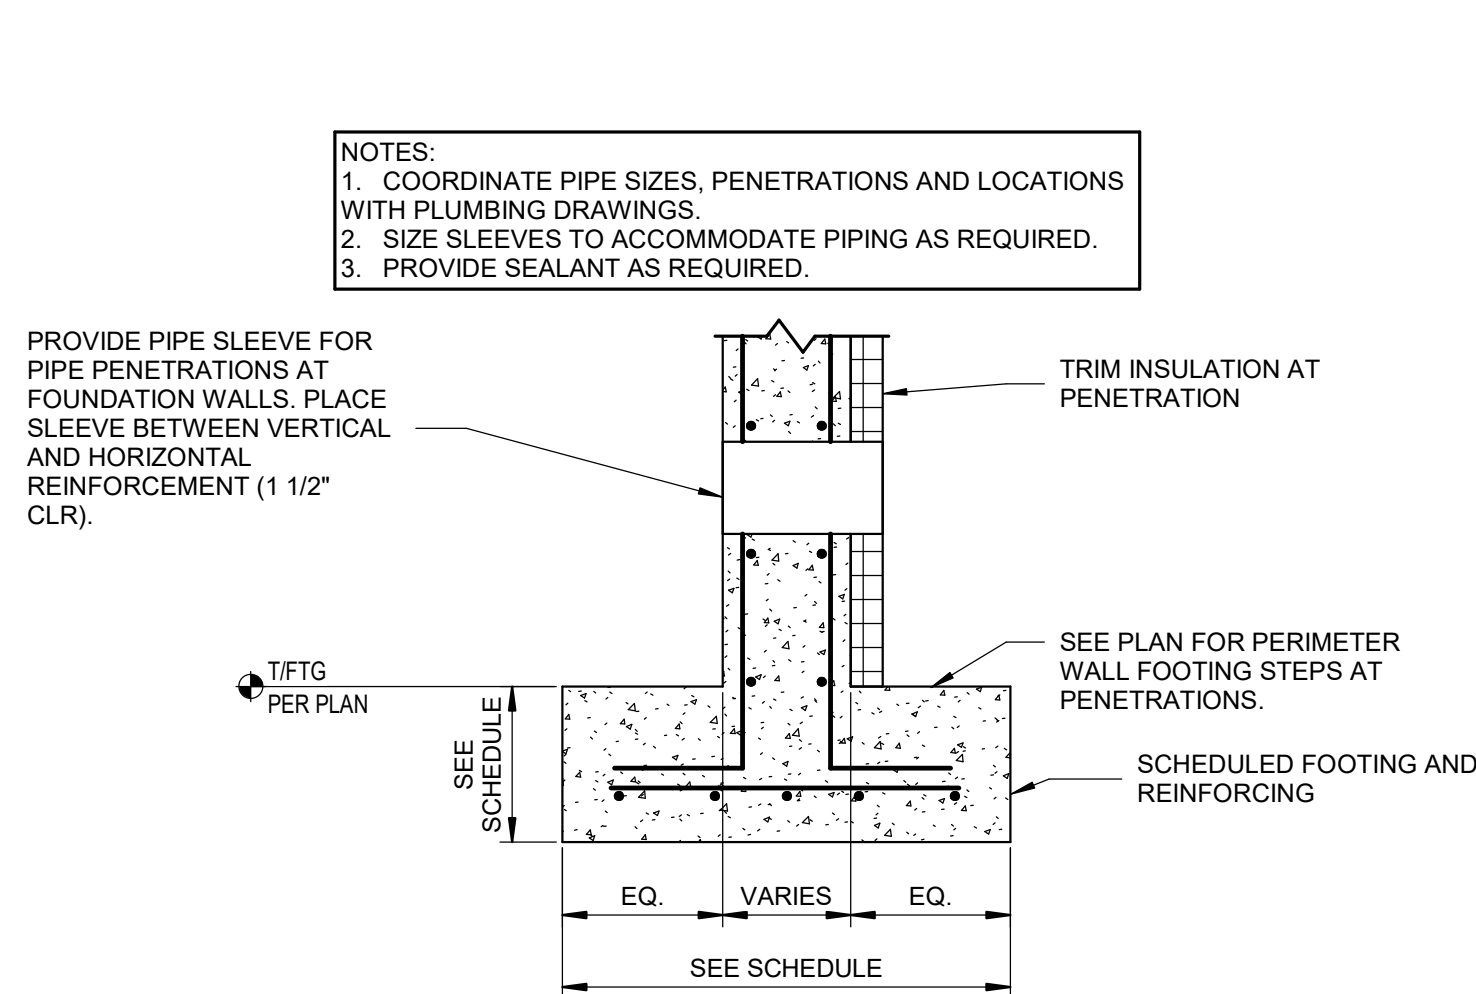 NOTES:
1. COORDINATE PIPE SIZES, PENETRATIONS AND LOCATIONS
WITH PLUMBING DRAWINGS.
2. SIZE SLEEVES TO ACCOMMODATE PIPING AS REQUIRED.
3. PROVIDE SEALANT AS REQUIRED.
PROVIDE PIPE SLEEVE FOR
PIPE PENETRATIONS AT
FOUNDATION WALLS. PLACE
SLEEVE BETWEEN VERTICAL
AND HORIZONTAL
REINFORCEMENT (1 1/2"
CLR).
TRIM INSULATION AT
PENETRATION
SEE PLAN FOR PERIMETER
WALL FOOTING STEPS AT
PENETRATIONS.
T/FTG
PER PLAN
SEE
SCHEDULE
SCHEDULED FOOTING AND
REINFORCING
EQ.
VARIES
EQ.
SEE SCHEDULE